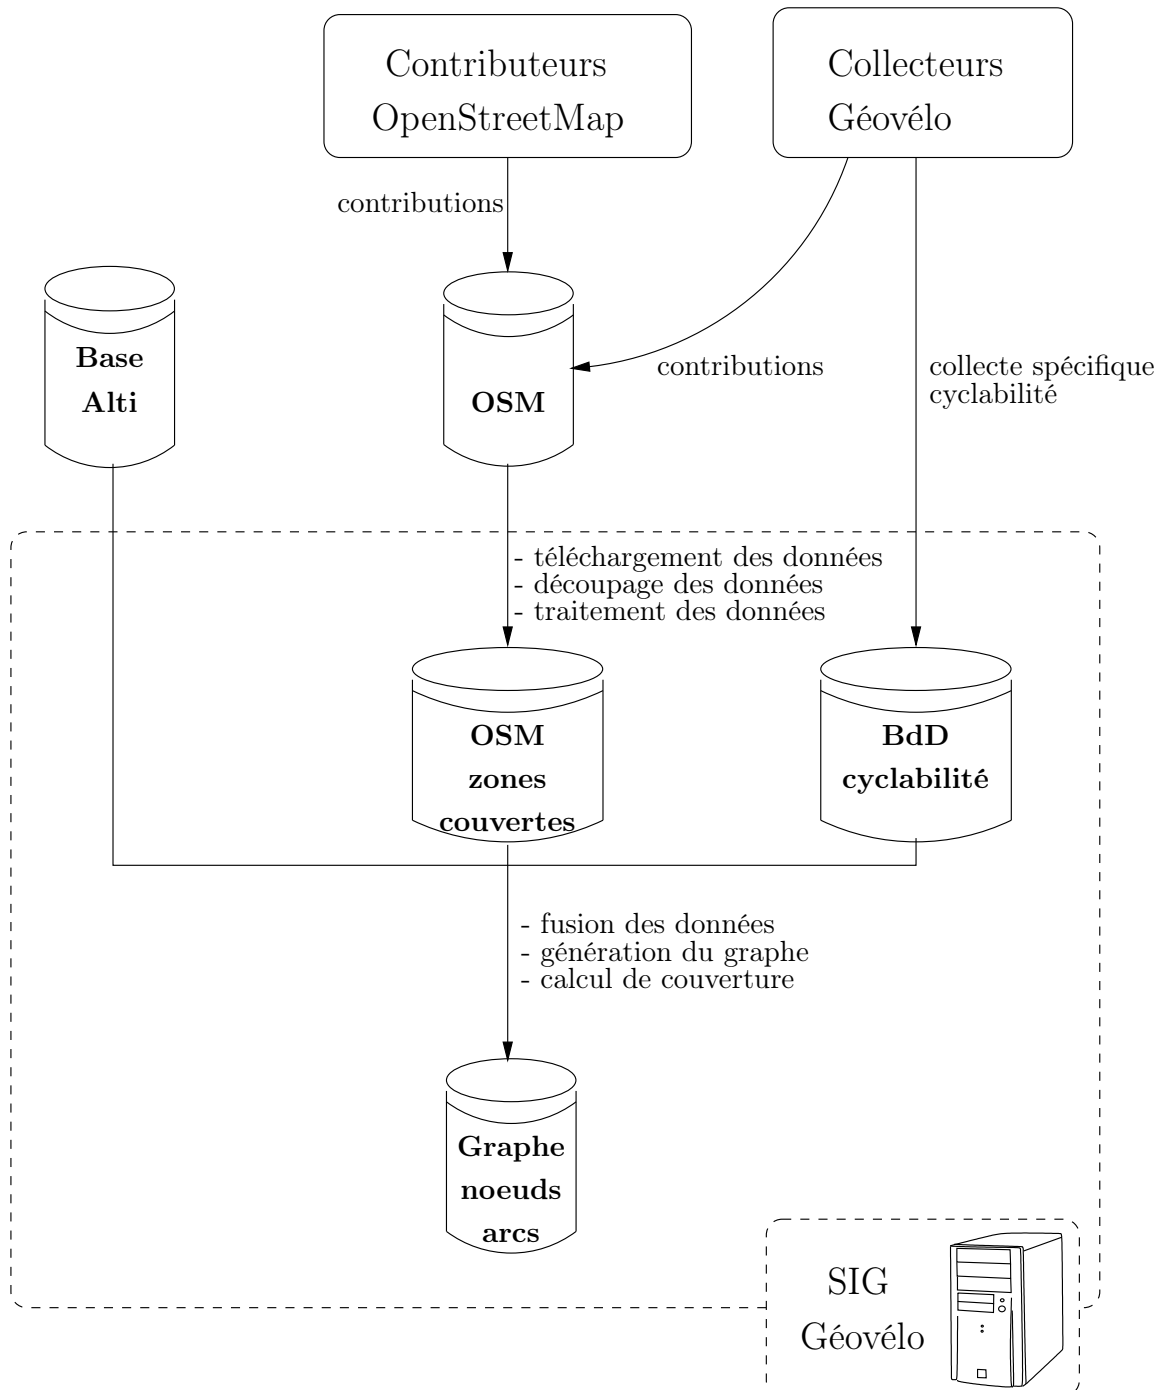 Contributeurs
OpenStreetMap
Collecteurs
Géovélo
contributions
Base
Alti
OSM
contributions
collecte spécifique
cyclabilité
- téléchargement des données
- découpage des données
- traitement des données
OSM
zones
couvertes
BdD
cyclabilité
- fusion des données
- génération du graphe
- calcul de couverture
Graphe
noeuds
arcs
SIG
Géovélo